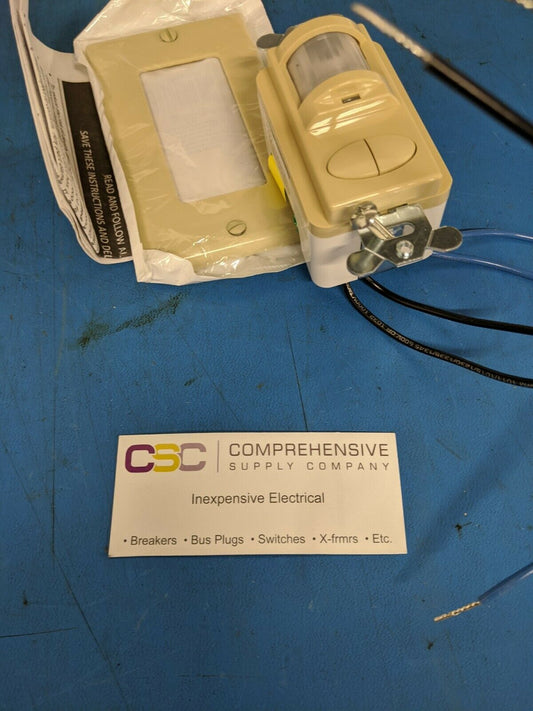 READ AND FOLLOW
SAVE THESE INSTRUCTIONS AND
CSC
COMPREHENSIVE
SUPPLY COMPANY
Inexpensive Electrical
• Breakers • Bus Plugs • Switches • X-frmrs • Etc.